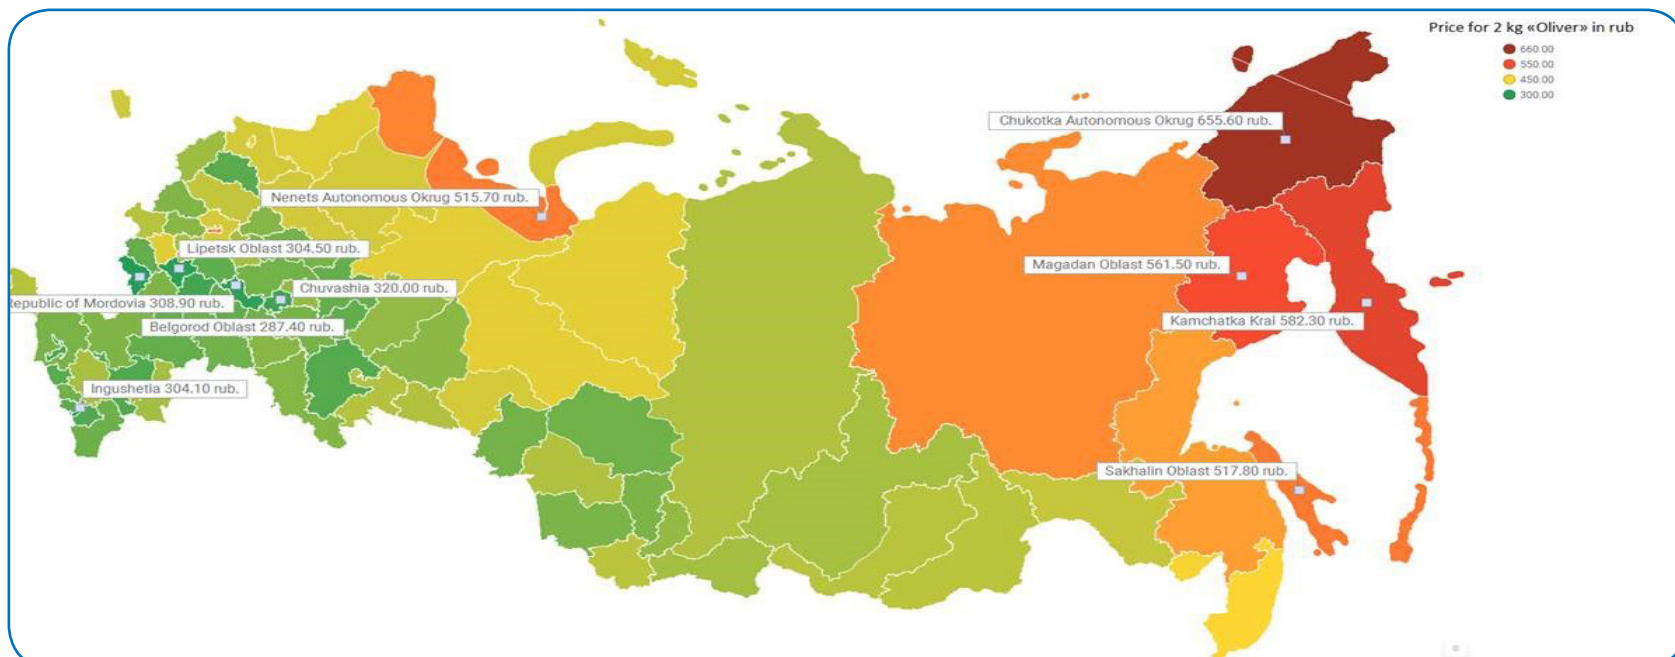 Price for 2 kg «Oliver» in rub
660.00
550.00
450.00
300.00
Chukotka Autonomous Okrug 655.60 rub.
Nenets Autonomous Okrug 515.70 rub.
Lipetsk Oblast 304.50 rub.
Magadan Oblast 561.50 rub.
Chuvashia 320.00 rub.
Republic of Mordovia 308.90 rub.
Kamchatka Krai 582.30 rub.
Belgorod Oblast 287.40 rub.
Ingushetia 304.10 rub.
Sakhalin Oblast 517.80 rub.